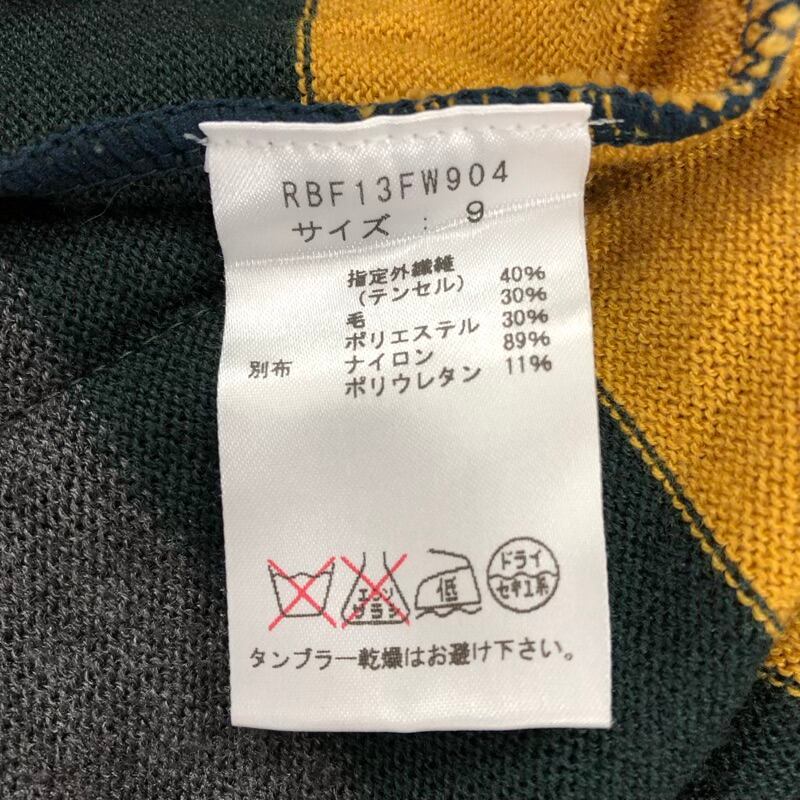 RBF13FW904
サイズ : 9
指定外繊維 40%
(テンセル) 30%
毛 30%
ポリエステル 89%
別布 ナイロン 11%
ポリウレタン
エンソサラシ
低
ドライ
セキユ系
タンブラー乾燥はお避け下さい。